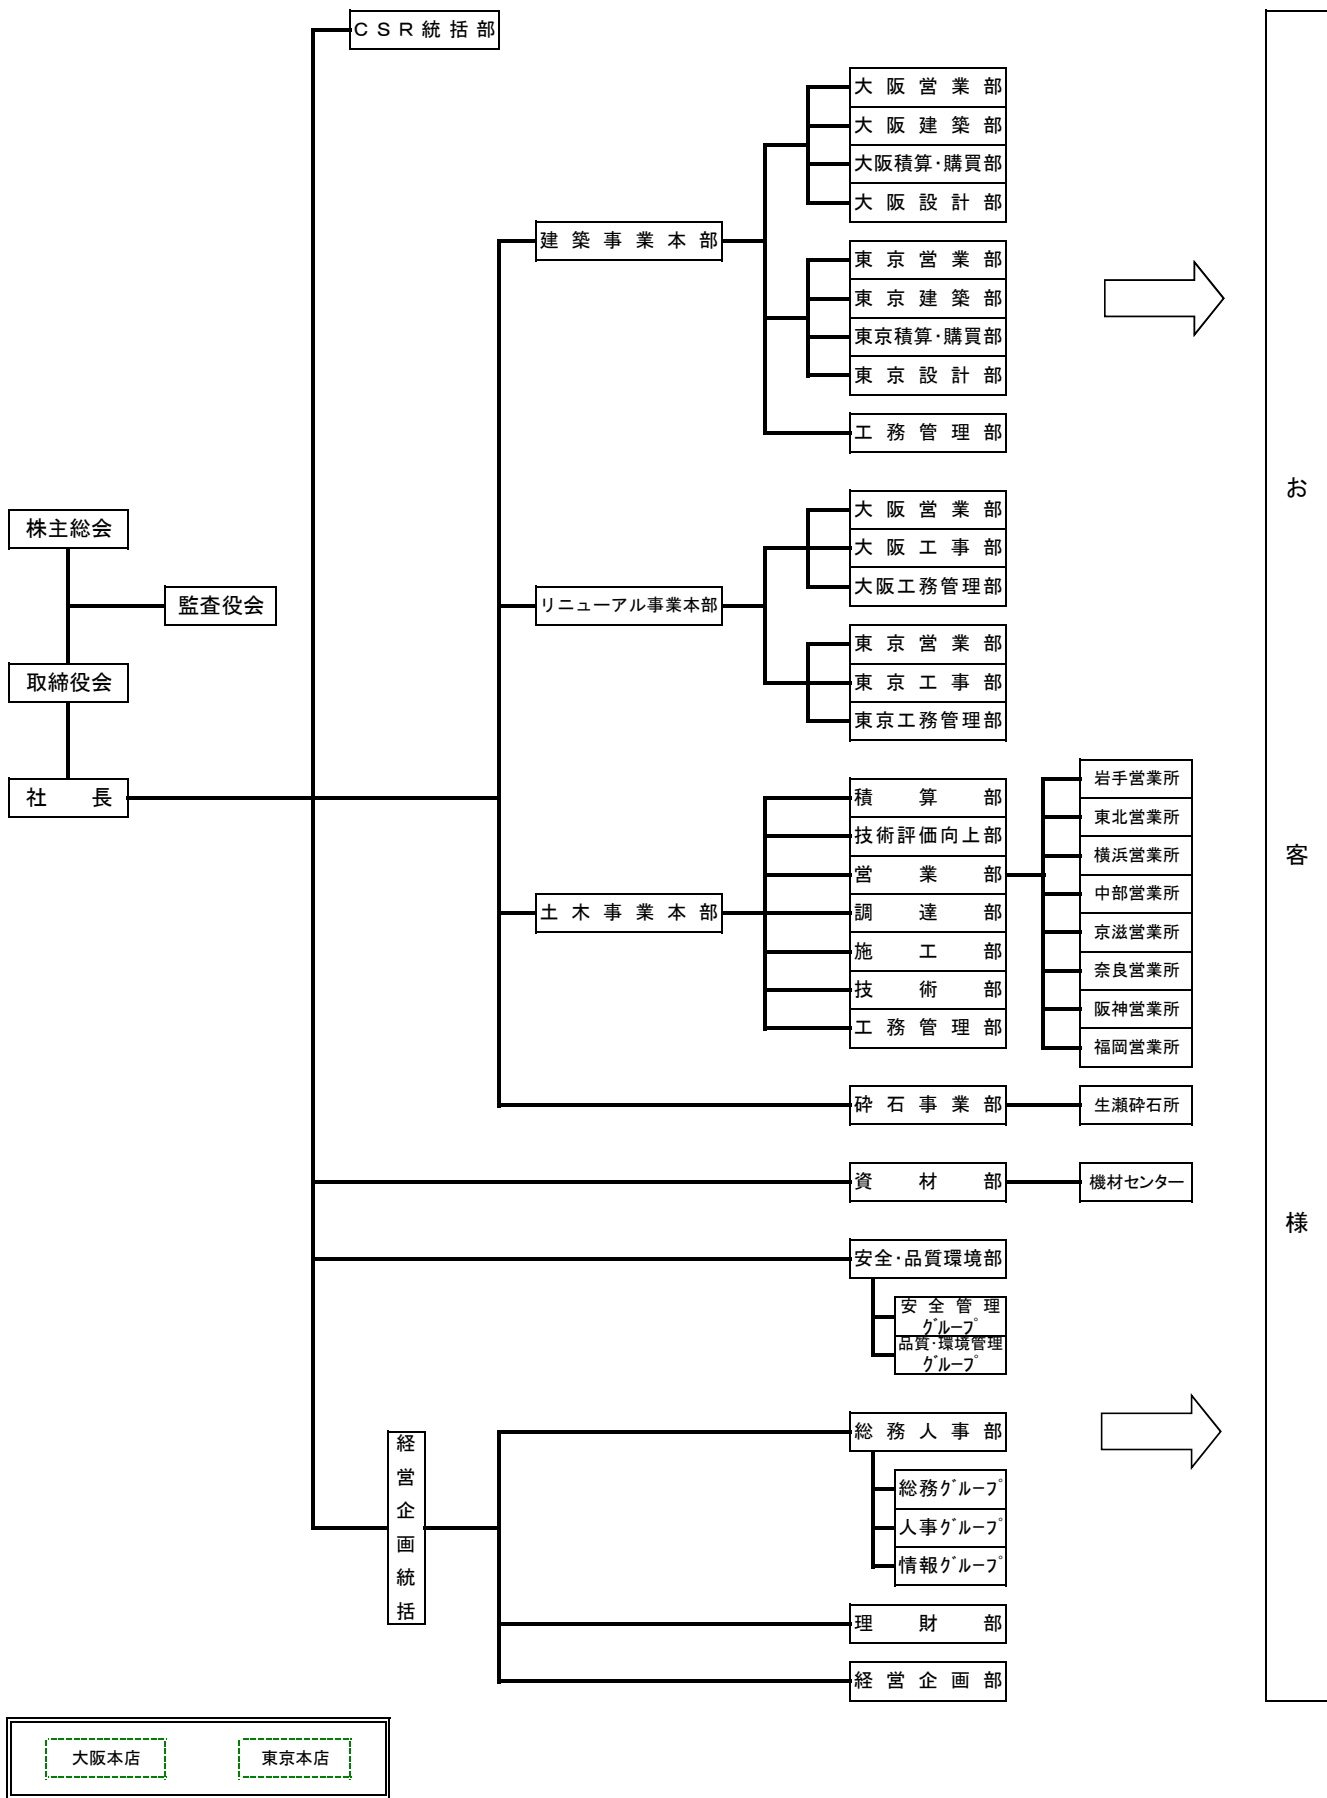 CSR統括部
大阪営業部
大阪建築部
大阪積算・購買部
大阪設計部
建築事業本部
東京営業部
東京建築部
東京積算・購買部
東京設計部
工務管理部
株主総会
監査役会
取締役会
社長
リニューアル事業本部
大阪営業部
大阪工事部
大阪工務管理部
東京営業部
東京工事部
東京工務管理部
土木事業本部
積算部
技術評価向上部
営業部
調達部
施工部
技術部
工務管理部
岩手営業所
東北営業所
横浜営業所
中部営業所
京滋営業所
奈良営業所
阪神営業所
福岡営業所
砕石事業部
生瀬砕石所
資材部
機材センター
安全・品質環境部
安全管理
グループ
品質・環境管理
グループ
経営企画統括
総務人事部
総務グループ
人事グループ
情報グループ
理財部
経営企画部
お客様
大阪本店
東京本店